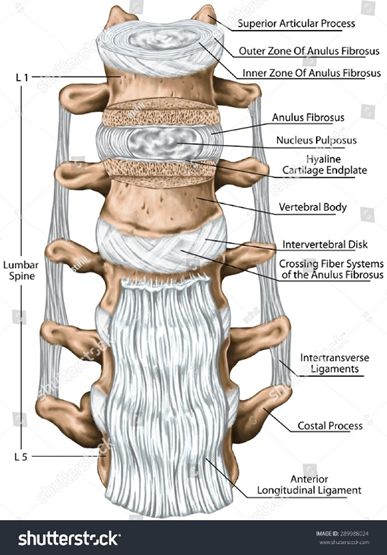 Superior Articular Process
Outer Zone Of Anulus Fibrosus
L 1
Inner Zone Of Anulus Fibrosus
Anulus Fibrosus
Nucleus Pulposus
Hyaline
Cartilage Endplate
Vertebral Body
Intervertebral Disk
Lumbar
Spine
Crossing Fiber Systems
of the Anulus Fibrosus
Intertransverse
Ligaments
Costal Process
L 5
Anterior
Longitudinal Ligament
shutterstock
IMAGE ID: 289988024
www.shutterstock.com